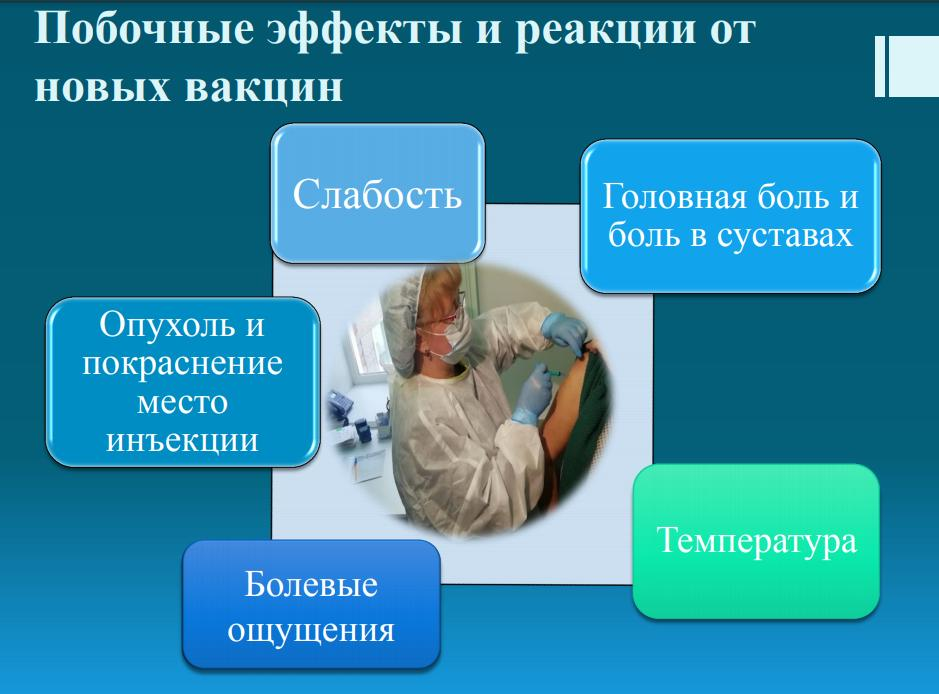 Побочные эффекты и реакции от
новых вакцин
Слабость
Головная боль и
боль в суставах
Опухоль и
покраснение
место
инъекции
Температура
Болевые
ощущения